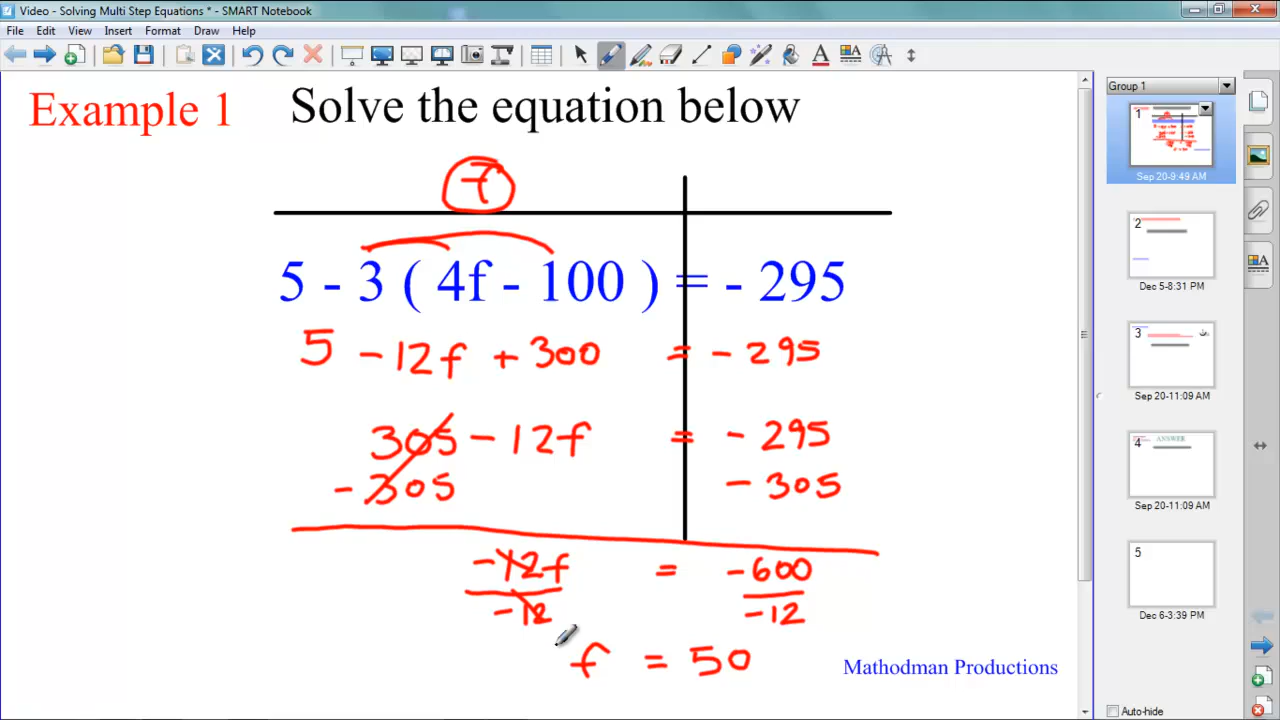 Video - Solving Multi Step Equations * - SMART Notebook
File Edit View Insert Format Draw Help
Example 1 Solve the equation below
f
5 - 3 ( 4f - 100 ) = - 295
5 - 12f + 300 = - 295
305 - 12f = - 295
- 305 - 305
-12f = -600
-12 -12
f = 50
Mathodman Productions
Group 1
1
Sep 20-9:49 AM
2
Dec 5-8:31 PM
3
Sep 20-11:09 AM
4
ANSWER
Sep 20-11:09 AM
5
Dec 6-3:39 PM
Auto-hide